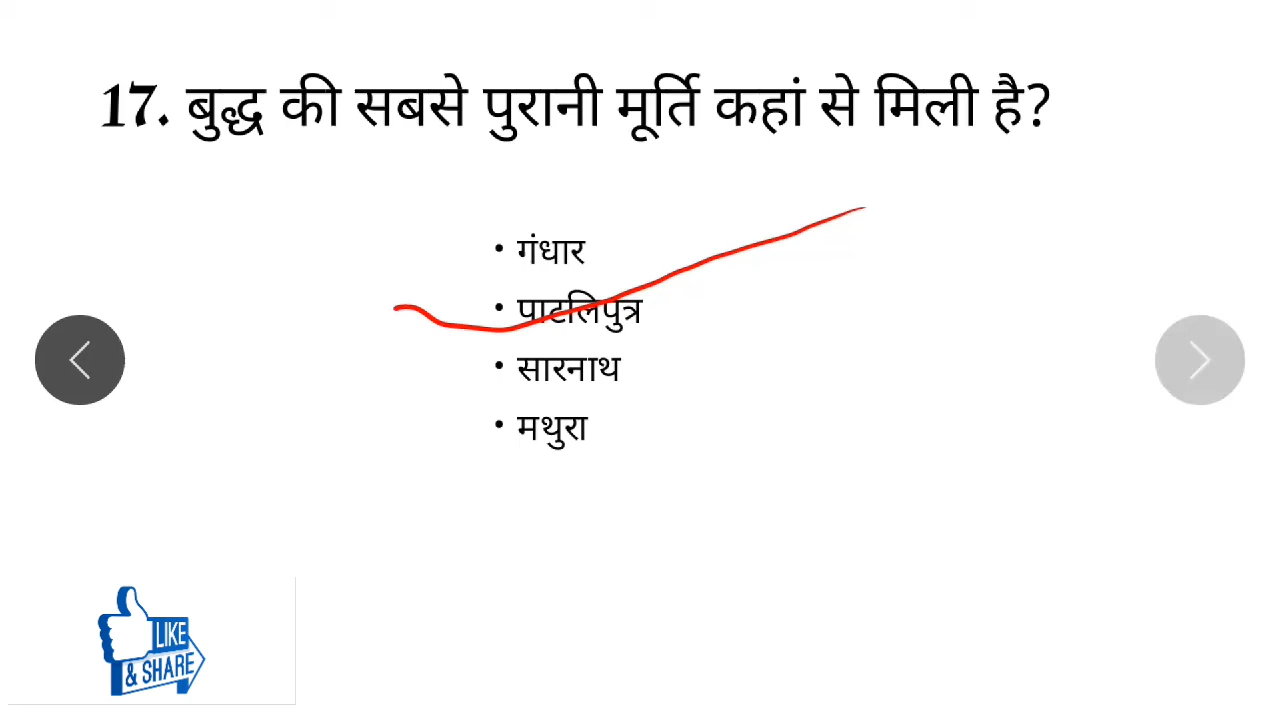 17. बुद्ध की सबसे पुरानी मूर्ति कहां से मिली है?
• गंधार
• पाटलिपुत्र
• सारनाथ
• मथुरा
LIKE
& SHARE